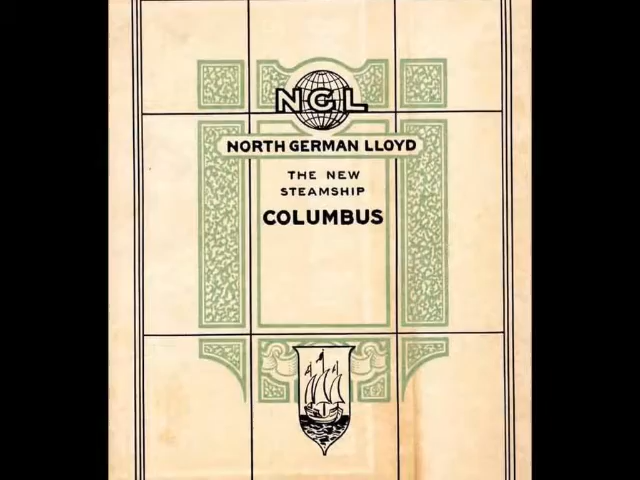 NGL
NORTH GERMAN LLOYD
THE NEW
STEAMSHIP
COLUMBUS